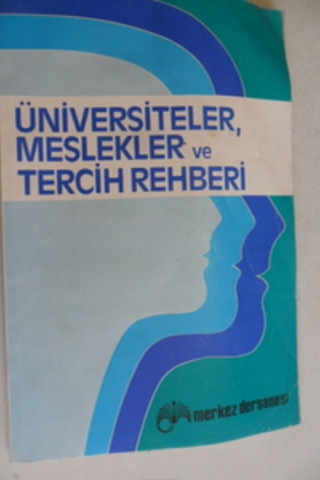 ÜNİVERSİTELER,
MESLEKLER ve
TERCİH REHBERİ
merkez dersanesi